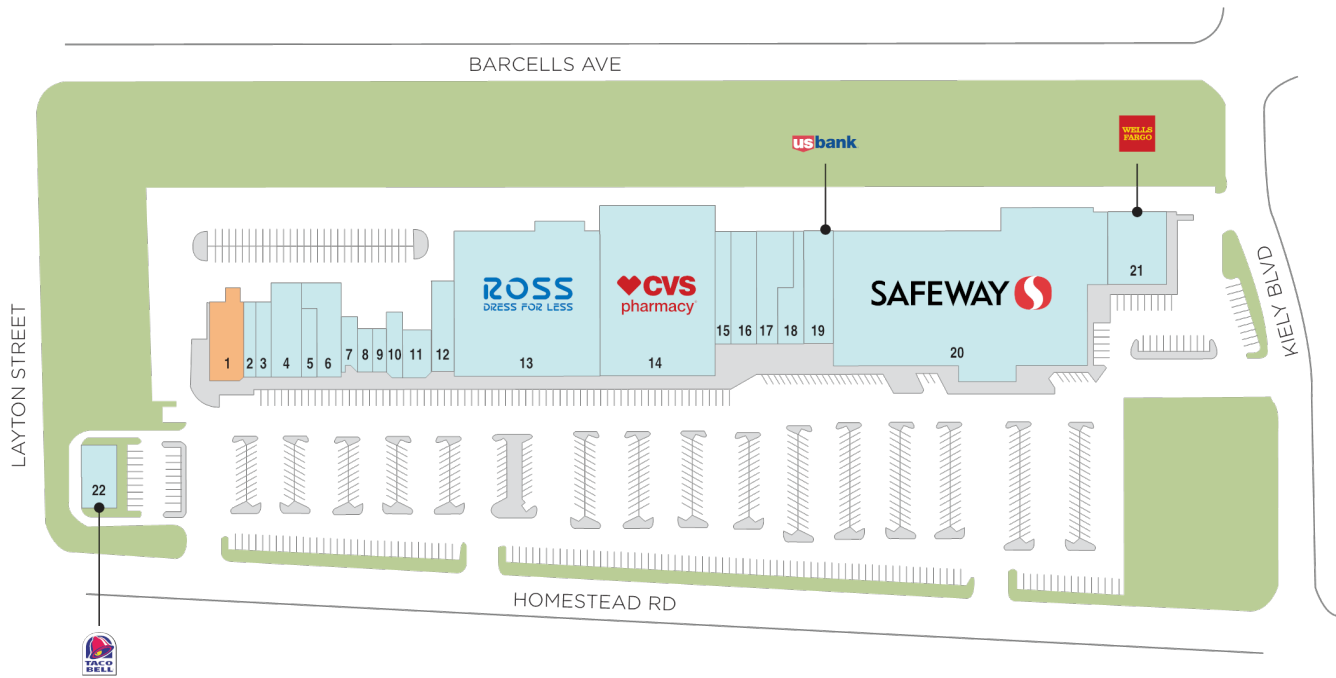 BARCELLS AVE
usbank
WELLS
FARGO
LAYTON STREET
KIELY BLVD
ROSS
DRESS FOR LESS
CVS
pharmacy
SAFEWAY
1
2
3
4
5
6
7
8
9
10
11
12
13
14
15
16
17
18
19
20
21
22
HOMESTEAD RD
TACO
BELL